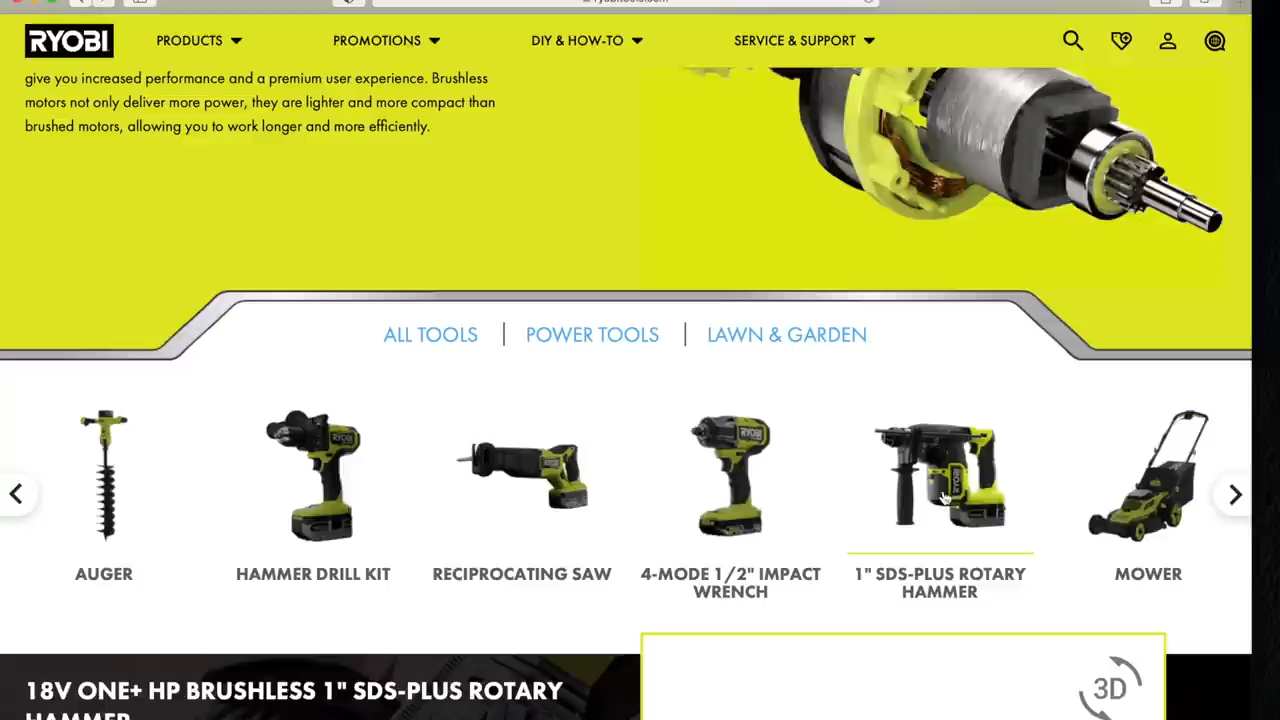 RYOBI
PRODUCTS
PROMOTIONS
DIY & HOW-TO
SERVICE & SUPPORT
give you increased performance and a premium user experience. Brushless
motors not only deliver more power, they are lighter and more compact than
brushed motors, allowing you to work longer and more efficiently.
ALL TOOLS
POWER TOOLS
LAWN & GARDEN
AUGER
HAMMER DRILL KIT
RECIPROCATING SAW
4-MODE 1/2" IMPACT
WRENCH
1" SDS-PLUS ROTARY
HAMMER
MOWER
18V ONE+ HP BRUSHLESS 1" SDS-PLUS ROTARY
HAMMER
3D